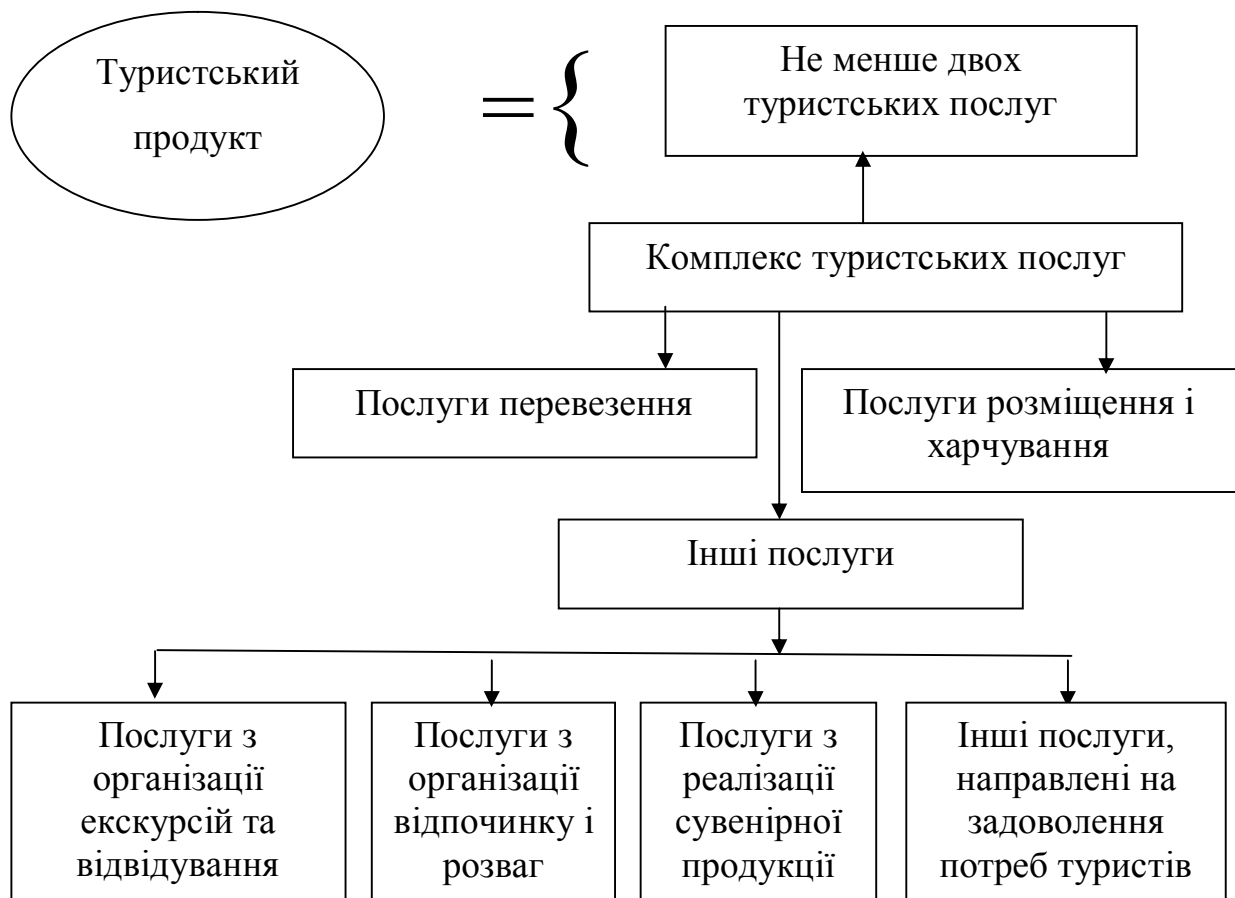 Туристський
продукт
= {
Не менше двох
туристських послуг
Комплекс туристських послуг
Послуги перевезення
Послуги розміщення і
харчування
Інші послуги
Послуги з
організації
екскурсій та
відвідування
Послуги з
організації
відпочинку і
розваг
Послуги з
реалізації
сувенірної
продукції
Інші послуги,
направлені на
задоволення
потреб туристів